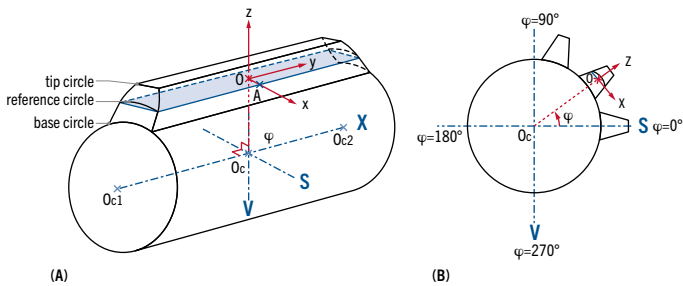 z
tip circle
reference circle
base circle
O
y
A
x
φ
Oc1
Oc
Oc2
X
S
V
(A)
φ=90°
z
O
x
φ
φ=180°
Oc
S φ=0°
V
φ=270°
(B)